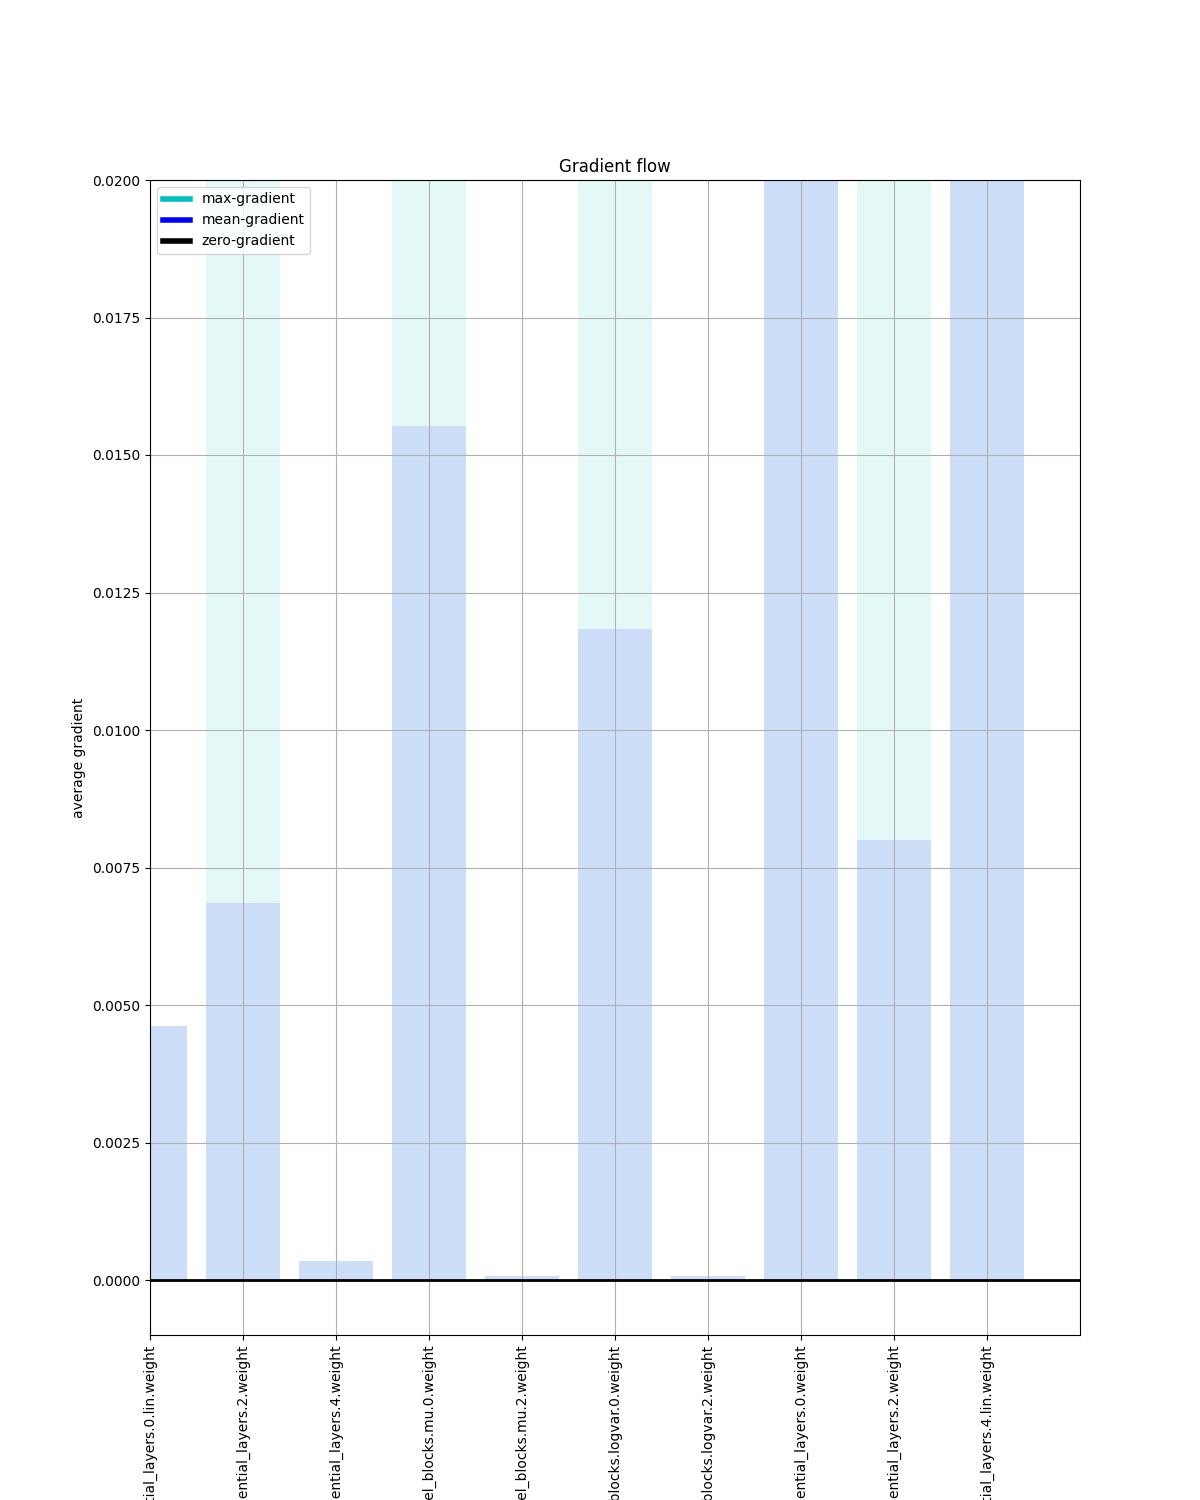 Gradient flow
max-gradient
mean-gradient
zero-gradient
0.0200
0.0175
0.0150
0.0125
0.0100
0.0075
0.0050
0.0025
0.0000
average gradient
tial_layers.0.lin.weight
ential_layers.2.weight
ential_layers.4.weight
el_blocks.mu.0.weight
el_blocks.mu.2.weight
blocks.logvar.0.weight
blocks.logvar.2.weight
ential_layers.0.weight
ential_layers.2.weight
tial_layers.4.lin.weight